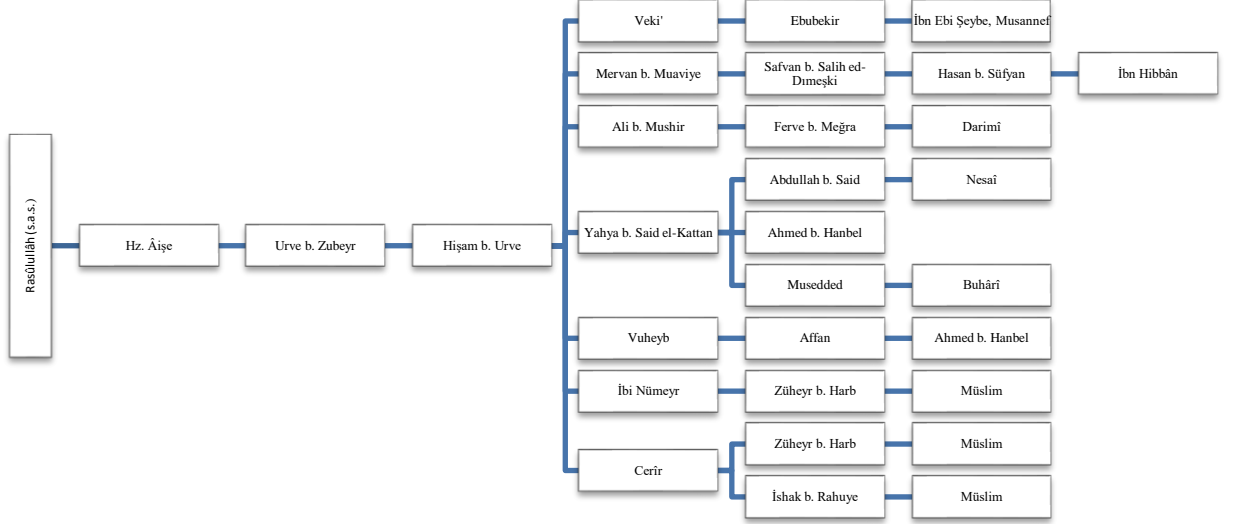 Veki'
Ebubekir
İbn Ebi Şeybe, Musannef
Mervan b. Muaviye
Safvan b. Salih ed-
Dımeşki
Hasan b. Süfyan
İbn Hibbân
Ali b. Mushir
Ferve b. Meğra
Darimî
Rasûlullâh (s.a.s.)
Hz. Âişe
Urve b. Zubeyr
Hişam b. Urve
Yahya b. Said el-Kattan
Abdullah b. Said
Nesaî
Ahmed b. Hanbel
Musedded
Buhârî
Vuheyb
Affan
Ahmed b. Hanbel
İbi Nümeyr
Züheyr b. Harb
Müslim
Cerîr
Züheyr b. Harb
Müslim
İshak b. Rahuye
Müslim